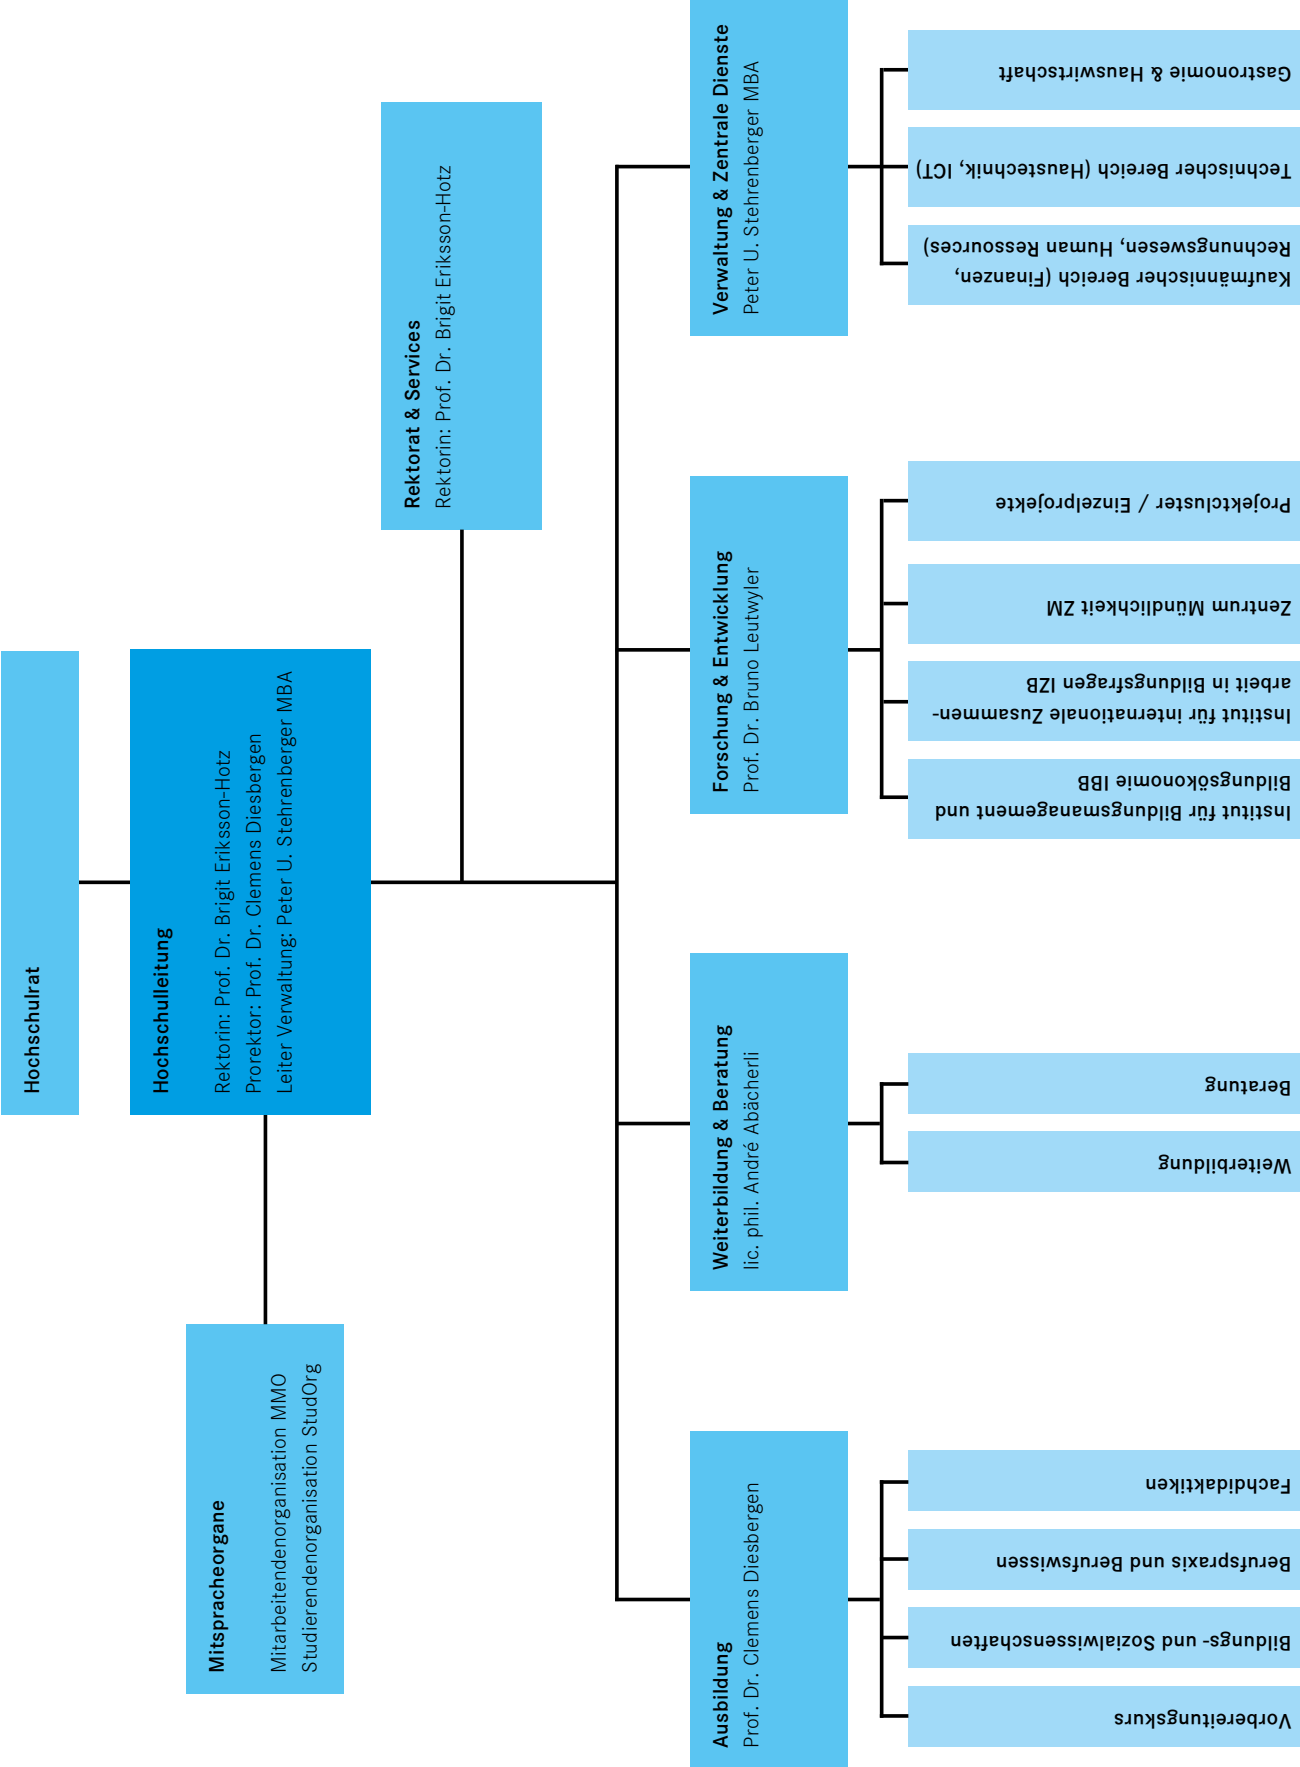 Hochschulrat
Hochschulleitung
Rektorin: Prof. Dr. Brigit Eriksson-Hotz
Prorektor: Prof. Dr. Clemens Diesbergen
Leiter Verwaltung: Peter U. Stehrenberger MBA
Mitspracheorgane
Mitarbeitendenorganisation MMO
Studierendenorganisation StudOrg
Rektorat & Services
Rektorin: Prof. Dr. Brigit Eriksson-Hotz
Ausbildung
Prof. Dr. Clemens Diesbergen
Vorbereitungskurs
Bildungs- und Sozialwissenschaften
Berufspraxis und Berufswissen
Fachdidaktiken
Weiterbildung & Beratung
lic. phil. André Abächerli
Weiterbildung
Beratung
Forschung & Entwicklung
Prof. Dr. Bruno Leutwyler
Institut für Bildungsmanagement und
Bildungsökonomie IBB
Institut für internationale Zusammen-
arbeit in Bildungsfragen IZB
Zentrum Mündlichkeit ZM
Projektcluster / Einzelprojekte
Verwaltung & Zentrale Dienste
Peter U. Stehrenberger MBA
Kaufmännischer Bereich (Finanzen,
Rechnungswesen, Human Ressources)
Technischer Bereich (Haustechnik, ICT)
Gastronomie & Hauswirtschaft